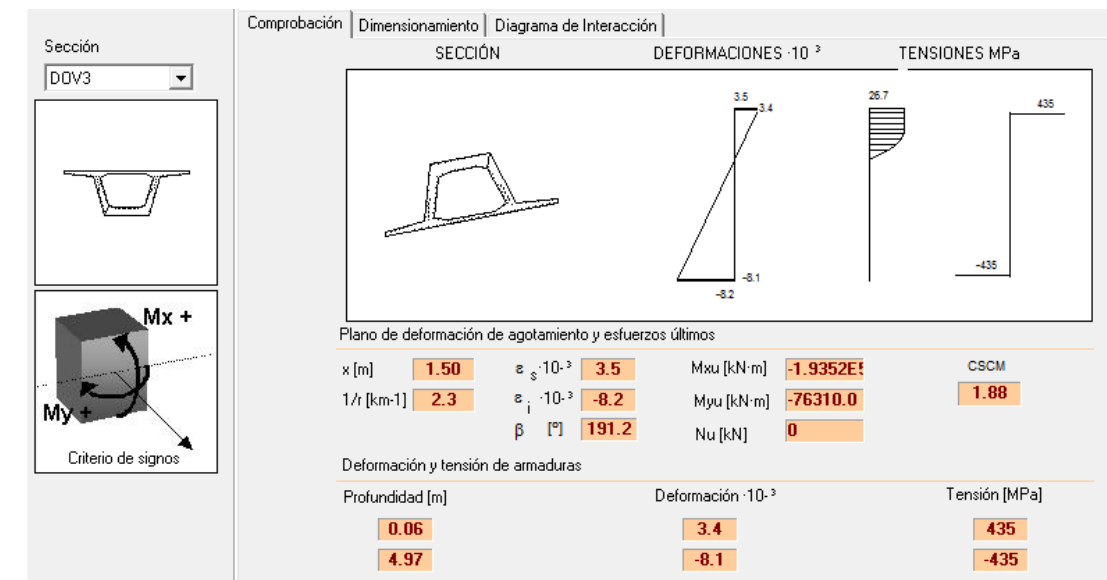 Comprobación Dimensionamiento Diagrama de Interacción
Sección
DOV3
SECCIÓN DEFORMACIONES ·10 ³ TENSIONES MPa
3.5
3.4
26.7
435
-8.1
-8.2
-435
Mx +
My +
Criterio de signos
Plano de deformación de agotamiento y esfuerzos últimos
x [m] 1.50 ε s ·10-³ 3.5 Mxu [kN·m] -1.9352E5 CSCM
1/r [km-1] 2.3 ε i ·10-³ -8.2 Myu [kN·m] -76310.0 1.88
β [º] 191.2 Nu [kN] 0
Deformación y tensión de armaduras
Profundidad [m] Deformación ·10-³ Tensión [MPa]
0.06 3.4 435
4.97 -8.1 -435